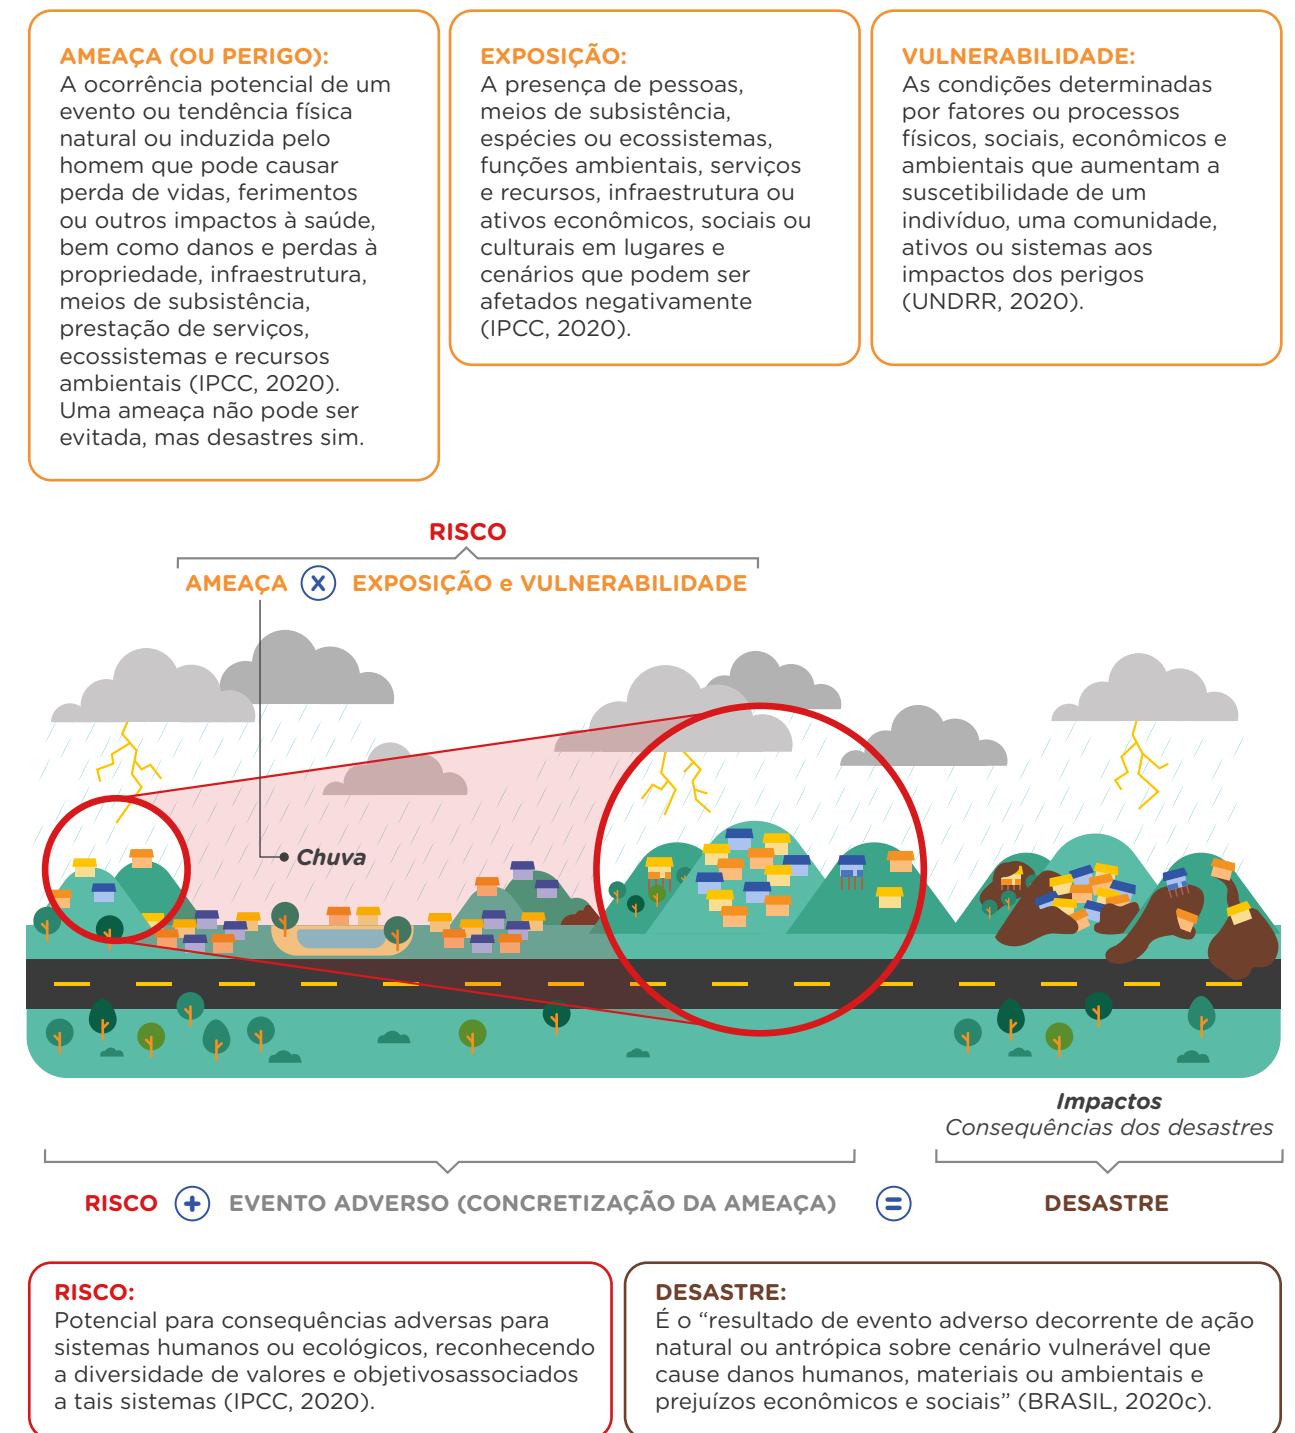 AMEAÇA (OU PERIGO):
A ocorrência potencial de um
evento ou tendência física
natural ou induzida pelo
homem que pode causar
perda de vidas, ferimentos
ou outros impactos à saúde,
bem como danos e perdas à
propriedade, infraestrutura,
meios de subsistência,
prestação de serviços,
ecossistemas e recursos
ambientais (IPCC, 2020).
Uma ameaça não pode ser
evitada, mas desastres sim.
EXPOSIÇÃO:
A presença de pessoas,
meios de subsistência,
espécies ou ecossistemas,
funções ambientais, serviços
e recursos, infraestrutura ou
ativos econômicos, sociais ou
culturais em lugares e
cenários que podem ser
afetados negativamente
(IPCC, 2020).
VULNERABILIDADE:
As condições determinadas
por fatores ou processos
físicos, sociais, econômicos e
ambientais que aumentam a
suscetibilidade de um
indivíduo, uma comunidade,
ativos ou sistemas aos
impactos dos perigos
(UNDRR, 2020).
RISCO
AMEAÇA x EXPOSIÇÃO e VULNERABILIDADE
Chuva
Impactos
Consequências dos desastres
RISCO + EVENTO ADVERSO (CONCRETIZAÇÃO DA AMEAÇA) = DESASTRE
RISCO:
Potencial para consequências adversas para
sistemas humanos ou ecológicos, reconhecendo
a diversidade de valores e objetivosassociados
a tais sistemas (IPCC, 2020).
DESASTRE:
É o “resultado de evento adverso decorrente de ação
natural ou antrópica sobre cenário vulnerável que
cause danos humanos, materiais ou ambientais e
prejuízos econômicos e sociais” (BRASIL, 2020c).